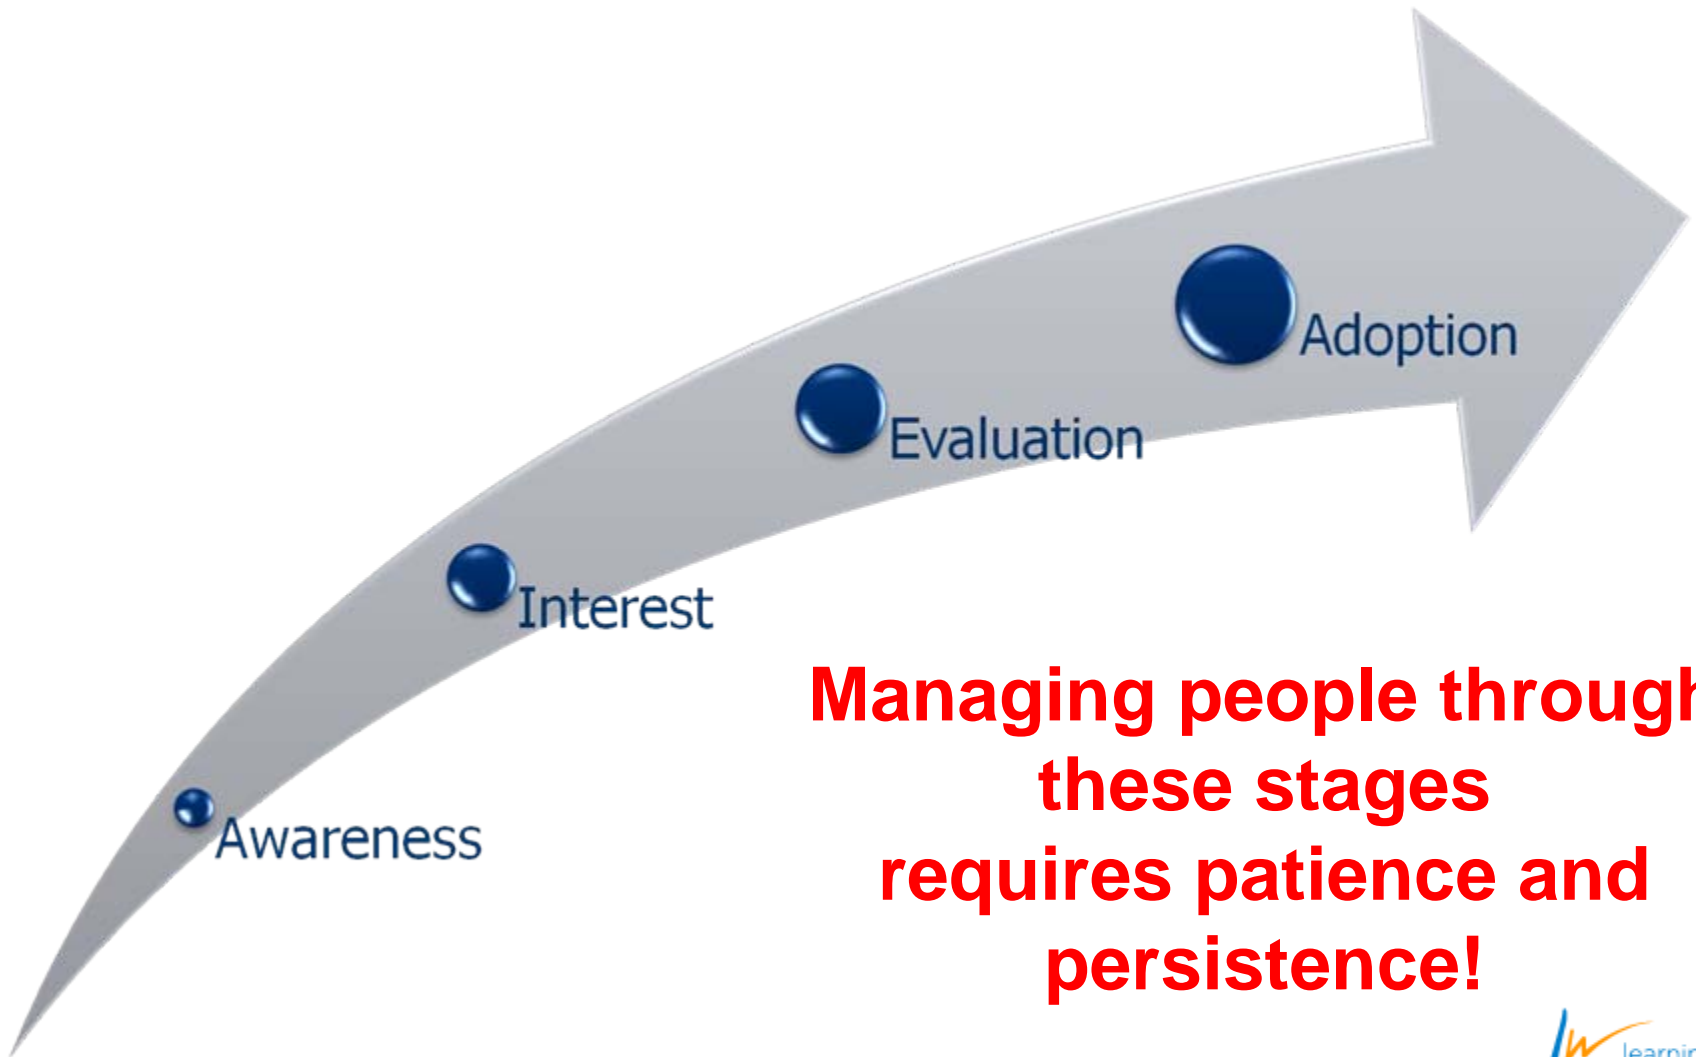 Adoption
Evaluation
Interest
Awareness
Managing people through
these stages
requires patience and
persistence!